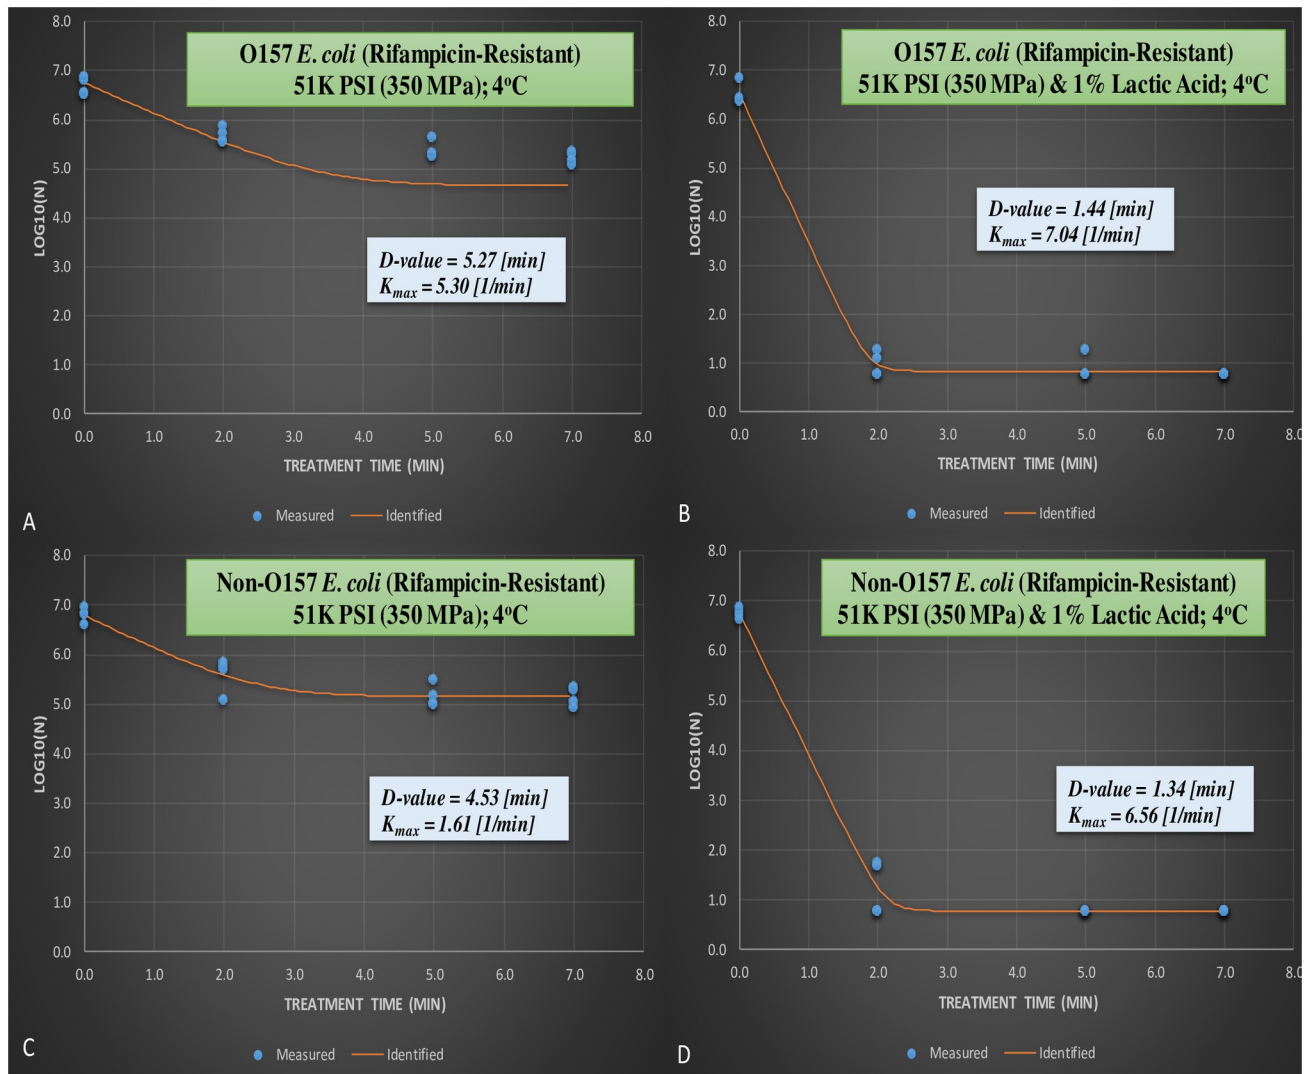 O157 E. coli (Rifampicin-Resistant)
51K PSI (350 MPa); 4°C
8.0
7.0
6.0
5.0
4.0
3.0
2.0
1.0
0.0
LOG10(N)
D-value = 5.27 [min]
Kmax = 5.30 [1/min]
0.0 1.0 2.0 3.0 4.0 5.0 6.0 7.0 8.0
TREATMENT TIME (MIN)
Measured Identified
A
O157 E. coli (Rifampicin-Resistant)
51K PSI (350 MPa) & 1% Lactic Acid; 4°C
8.0
7.0
6.0
5.0
4.0
3.0
2.0
1.0
0.0
LOG10(N)
D-value = 1.44 [min]
Kmax = 7.04 [1/min]
0.0 1.0 2.0 3.0 4.0 5.0 6.0 7.0 8.0
TREATMENT TIME (MIN)
Measured Identified
B
Non-O157 E. coli (Rifampicin-Resistant)
51K PSI (350 MPa); 4°C
8.0
7.0
6.0
5.0
4.0
3.0
2.0
1.0
0.0
LOG10(N)
D-value = 4.53 [min]
Kmax = 1.61 [1/min]
0.0 1.0 2.0 3.0 4.0 5.0 6.0 7.0 8.0
TREATMENT TIME (MIN)
Measured Identified
C
Non-O157 E. coli (Rifampicin-Resistant)
51K PSI (350 MPa) & 1% Lactic Acid; 4°C
8.0
7.0
6.0
5.0
4.0
3.0
2.0
1.0
0.0
LOG10(N)
D-value = 1.34 [min]
Kmax = 6.56 [1/min]
0.0 1.0 2.0 3.0 4.0 5.0 6.0 7.0 8.0
TREATMENT TIME (MIN)
Measured Identified
D